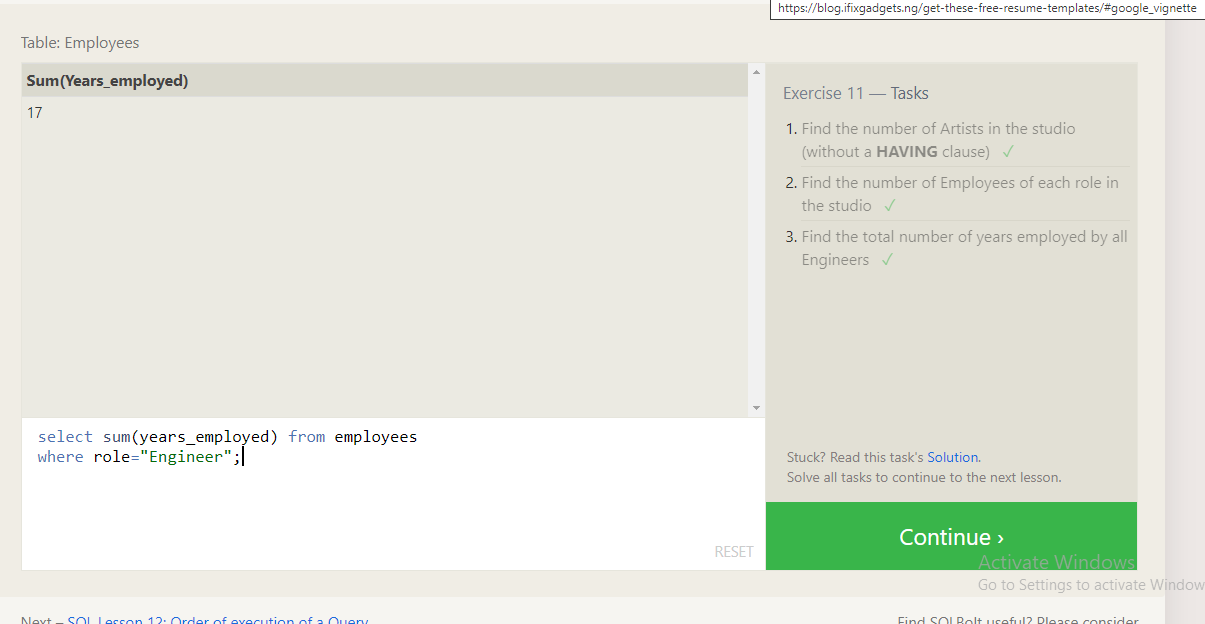 https://blog.ifixgadgets.ng/get-these-free-resume-templates/#google_vignette
Table: Employees
Sum(Years_employed)
17
Exercise 11 — Tasks
1. Find the number of Artists in the studio
(without a HAVING clause) ✓
2. Find the number of Employees of each role in
the studio ✓
3. Find the total number of years employed by all
Engineers ✓
select sum(years_employed) from employees
where role="Engineer";
RESET
Stuck? Read this task's Solution.
Solve all tasks to continue to the next lesson.
Continue ›
Activate Windows
Go to Settings to activate Window
Next – SQL Lesson 12: Order of execution of a Query
Find SQLBolt useful? Please consider